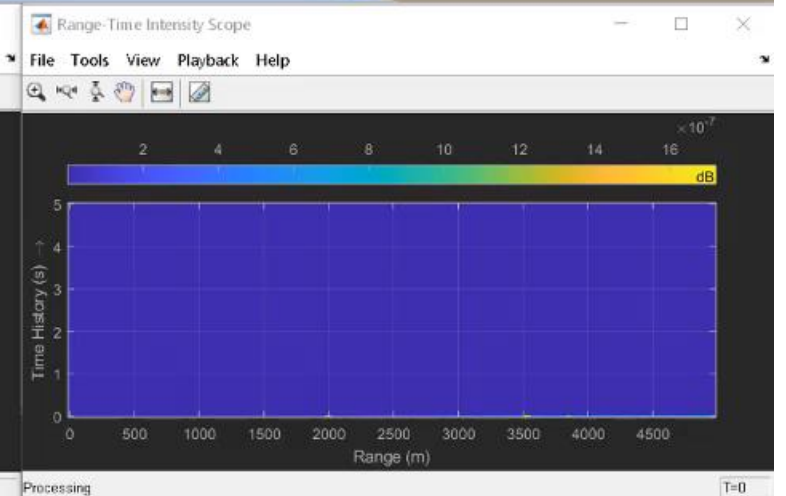 Range-Time Intensity Scope
File Tools View Playback Help
×10-7
2 4 6 8 10 12 14 16
dB
5
4
3
2
1
0
Time History (s) →
0 500 1000 1500 2000 2500 3000 3500 4000 4500
Range (m)
Processing T=0